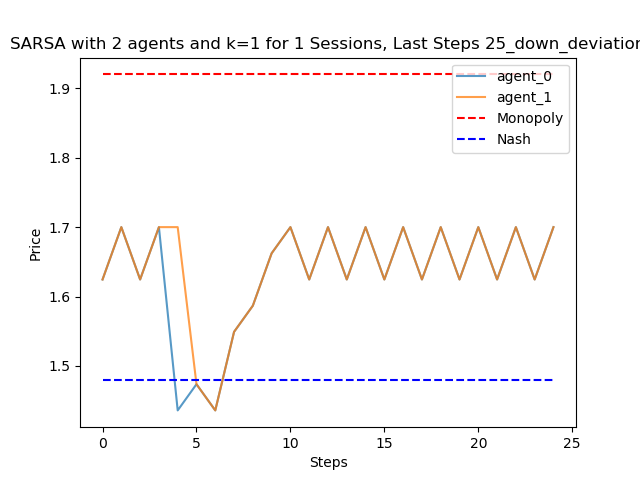 SARSA with 2 agents and k=1 for 1 Sessions, Last Steps 25_down_deviation
agent_0
agent_1
Monopoly
Nash
Price
1.9
1.8
1.7
1.6
1.5
0 5 10 15 20 25
Steps